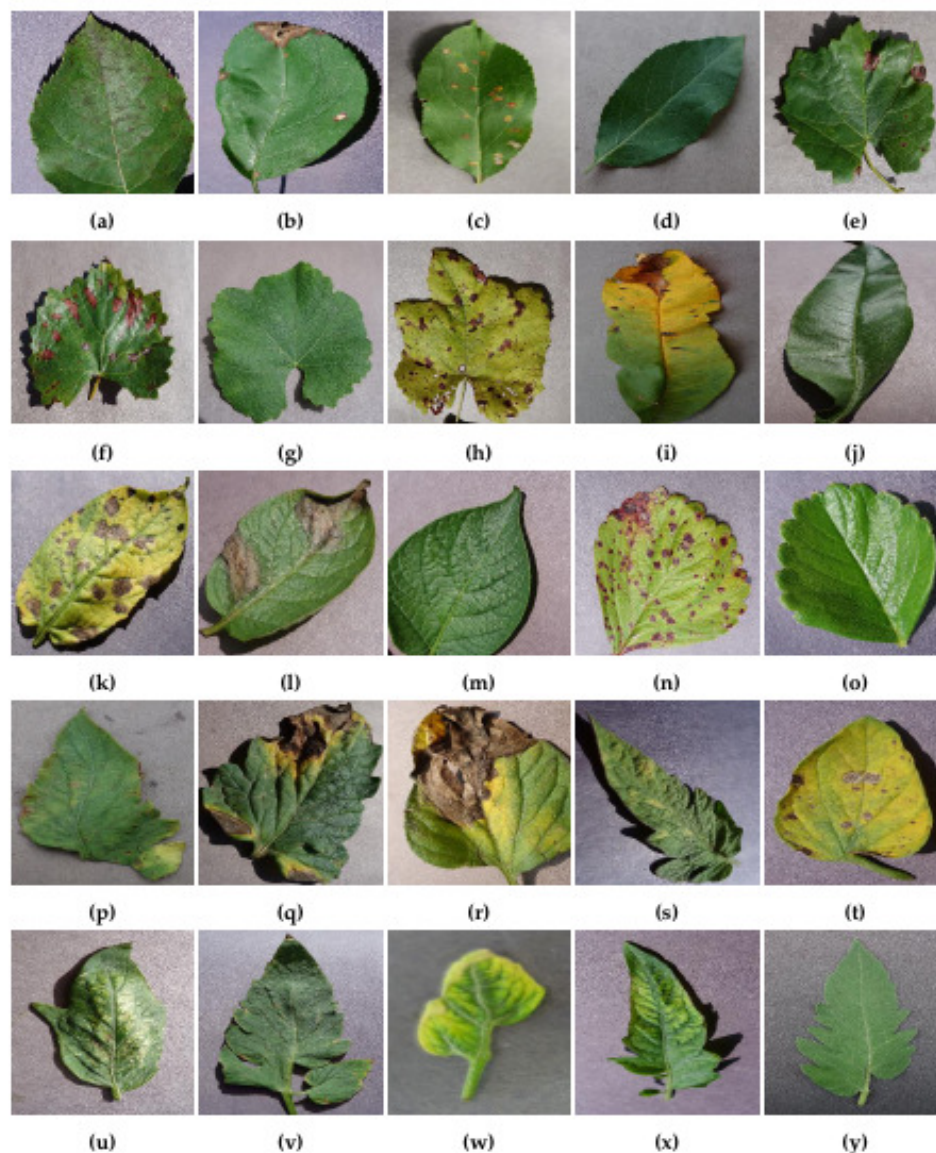 (a) (b) (c) (d) (e)
(f) (g) (h) (i) (j)
(k) (l) (m) (n) (o)
(p) (q) (r) (s) (t)
(u) (v) (w) (x) (y)